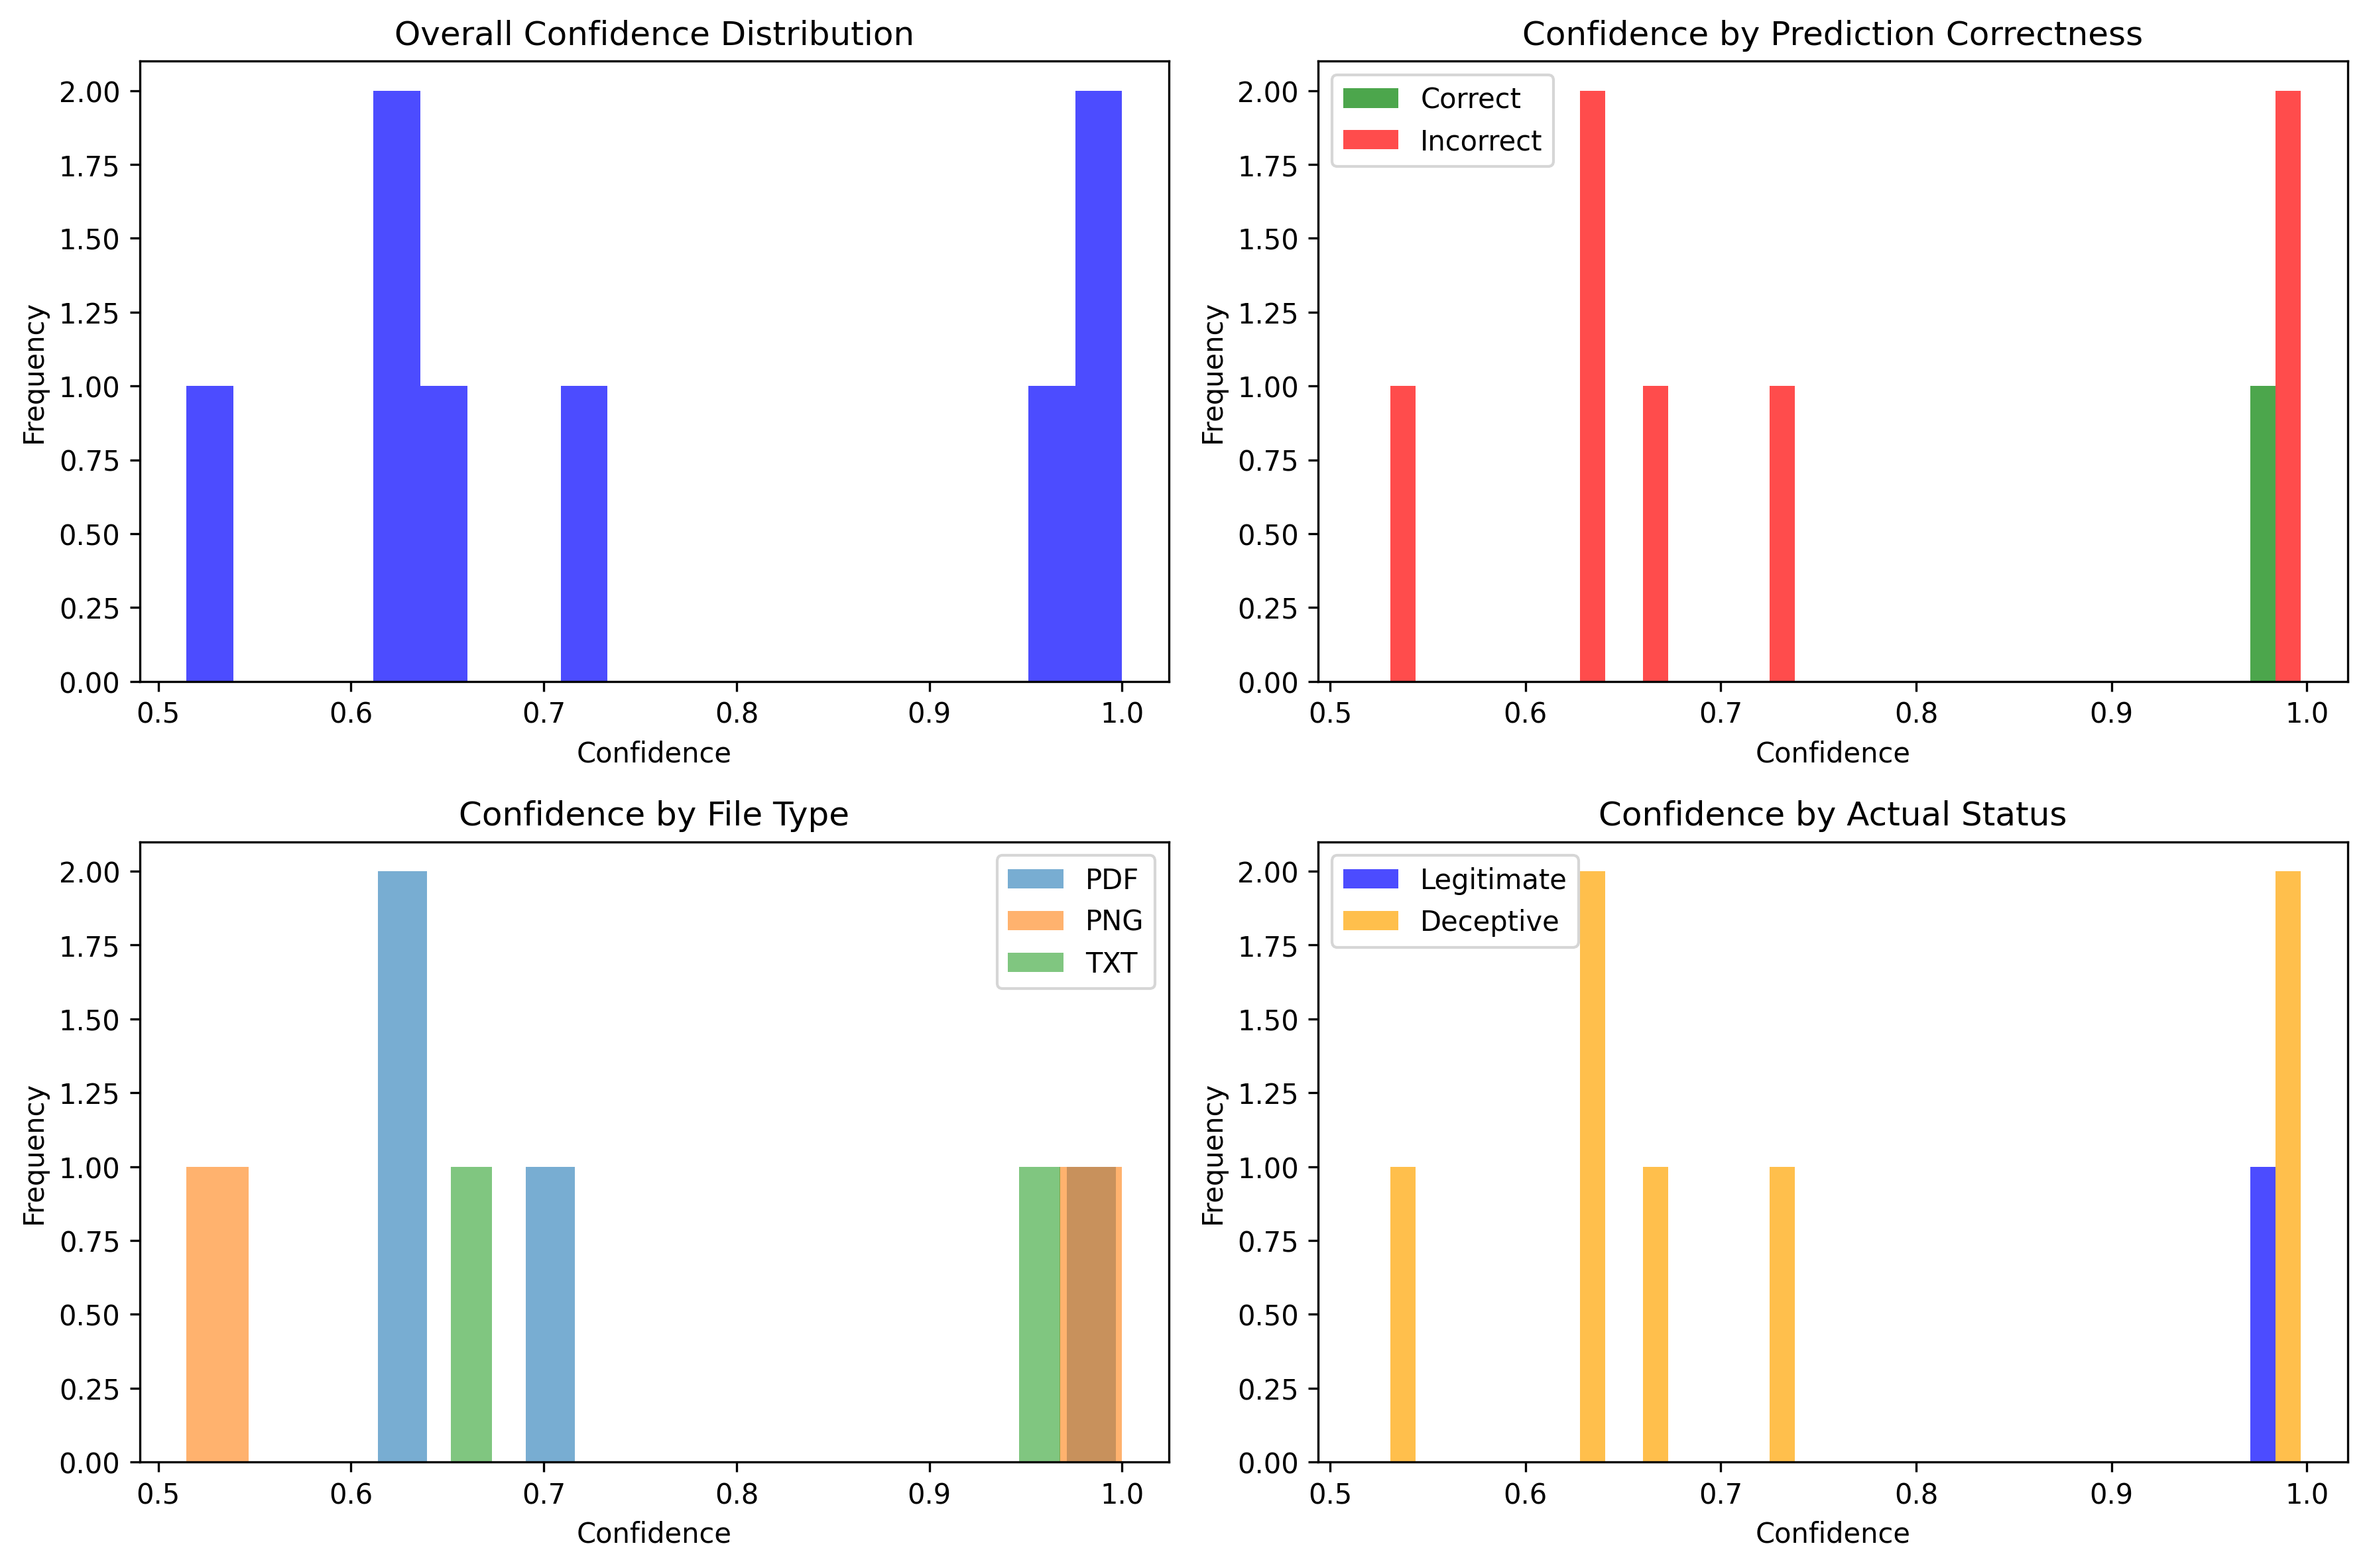 Overall Confidence Distribution
2.00
1.75
1.50
1.25
1.00
0.75
0.50
0.25
0.00
Frequency
0.5 0.6 0.7 0.8 0.9 1.0
Confidence
Confidence by Prediction Correctness
Correct
Incorrect
2.00
1.75
1.50
1.25
1.00
0.75
0.50
0.25
0.00
Frequency
0.5 0.6 0.7 0.8 0.9 1.0
Confidence
Confidence by File Type
PDF
PNG
TXT
2.00
1.75
1.50
1.25
1.00
0.75
0.50
0.25
0.00
Frequency
0.5 0.6 0.7 0.8 0.9 1.0
Confidence
Confidence by Actual Status
Legitimate
Deceptive
2.00
1.75
1.50
1.25
1.00
0.75
0.50
0.25
0.00
Frequency
0.5 0.6 0.7 0.8 0.9 1.0
Confidence